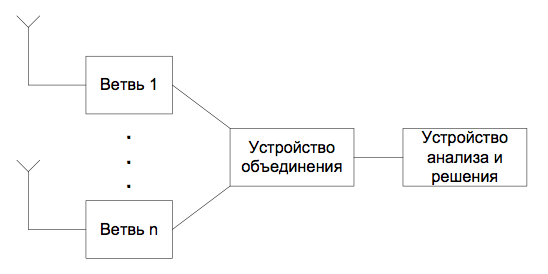 Ветвь 1
Устройство
объединения
Устройство
анализа и
решения
Ветвь n